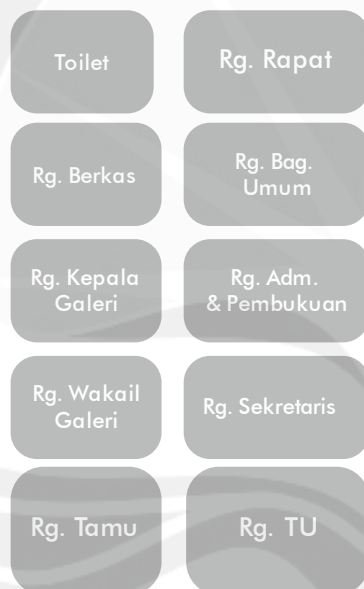 Toilet
Rg. Rapat
Rg. Berkas
Rg. Bag.
Umum
Rg. Kepala
Galeri
Rg. Adm.
& Pembukuan
Rg. Wakail
Galeri
Rg. Sekretaris
Rg. Tamu
Rg. TU